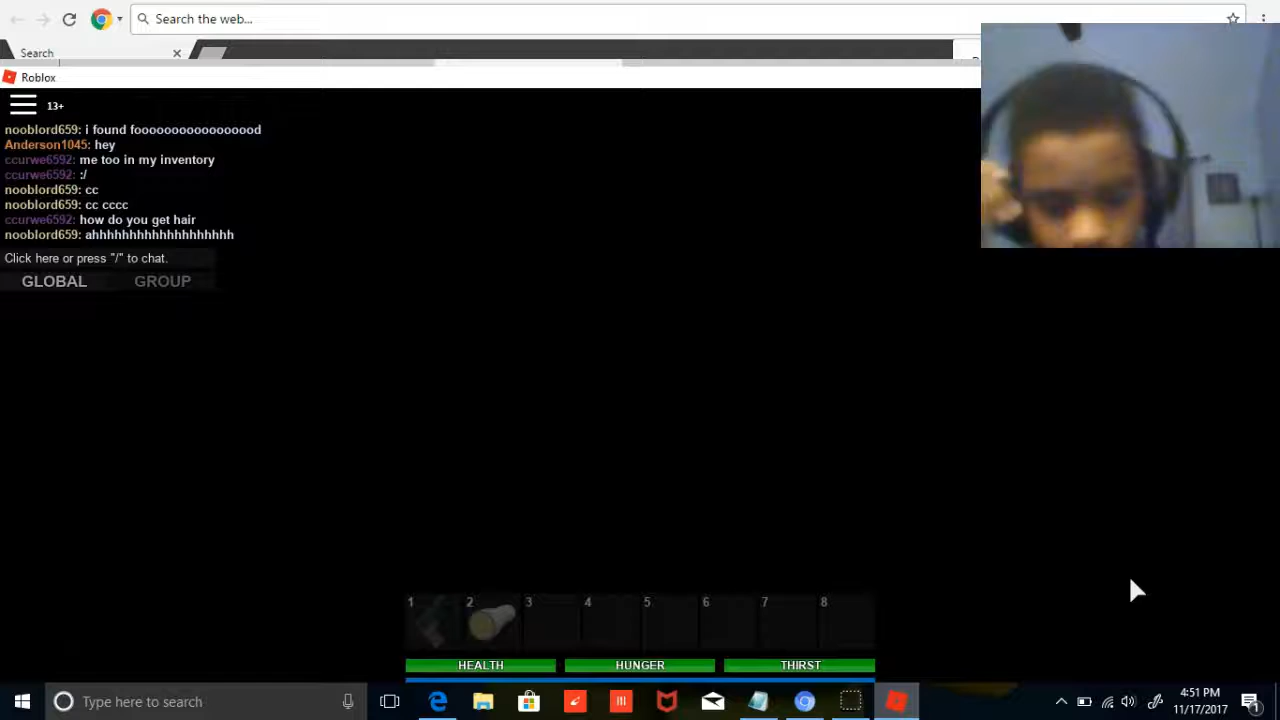 Search the web...
Search
Roblox
13+
nooblord659: i found fooooooooooooooood
Anderson1045: hey
ccurwe6592: me too in my inventory
ccurwe6592: :/
nooblord659: cc
nooblord659: cc cccc
ccurwe6592: how do you get hair
nooblord659: ahhhhhhhhhhhhhhhhhhh
Click here or press "/" to chat.
GLOBAL GROUP
1 2 3 4 5 6 7 8
HEALTH HUNGER THIRST
Type here to search
4:51 PM
11/17/2017
1